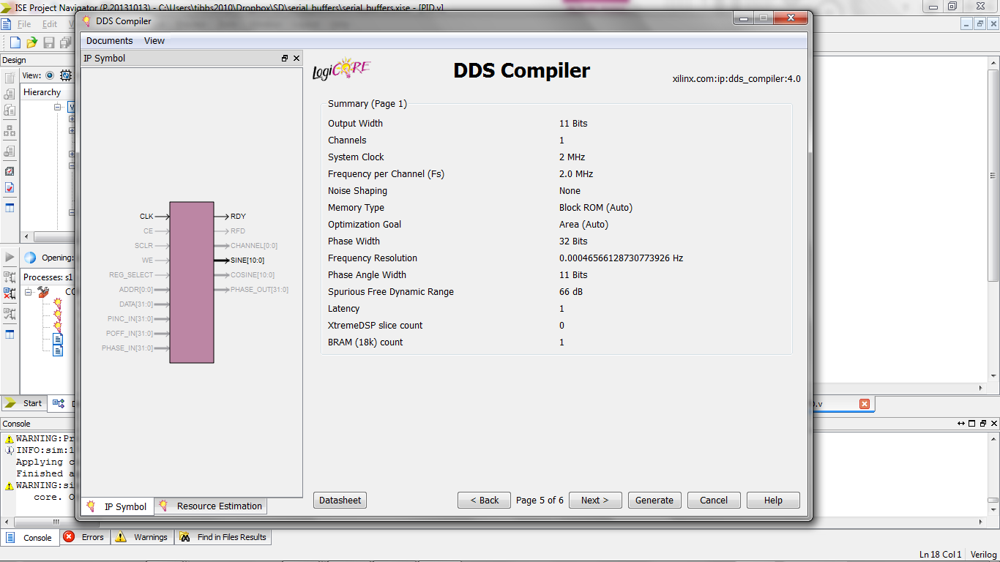 ISE Project Navigator (P.20131013) - C:\Users\tibbs2010\Dropbox\SD\serial_buffers\serial_buffers.xise - [PID.v]
File Edit
DDS Compiler
Documents View
Design
View:
Hierarchy
IP Symbol
LogiCORE
DDS Compiler
xilinx.com:ip:dds_compiler:4.0
Summary (Page 1)
Output Width 11 Bits
Channels 1
System Clock 2 MHz
Frequency per Channel (Fs) 2.0 MHz
Noise Shaping None
Memory Type Block ROM (Auto)
Optimization Goal Area (Auto)
Phase Width 32 Bits
Frequency Resolution 0.00046566128730773926 Hz
Phase Angle Width 11 Bits
Spurious Free Dynamic Range 66 dB
Latency 1
XtremeDSP slice count 0
BRAM (18k) count 1
CLK RDY
CE RFD
SCLR CHANNEL[0:0]
WE SINE[10:0]
REG_SELECT COSINE[10:0]
ADDR[0:0] PHASE_OUT[31:0]
DATA[31:0]
PINC_IN[31:0]
POFF_IN[31:0]
PHASE_IN[31:0]
Opening:
Processes: s1
CO
Start
D.v
IP Symbol Resource Estimation
Datasheet < Back Page 5 of 6 Next > Generate Cancel Help
Console
WARNING:Pr
INFO:sim:1
Applying c
Finished a
WARNING:si
core. O
Console Errors Warnings Find in Files Results
Ln 18 Col 1 Verilog